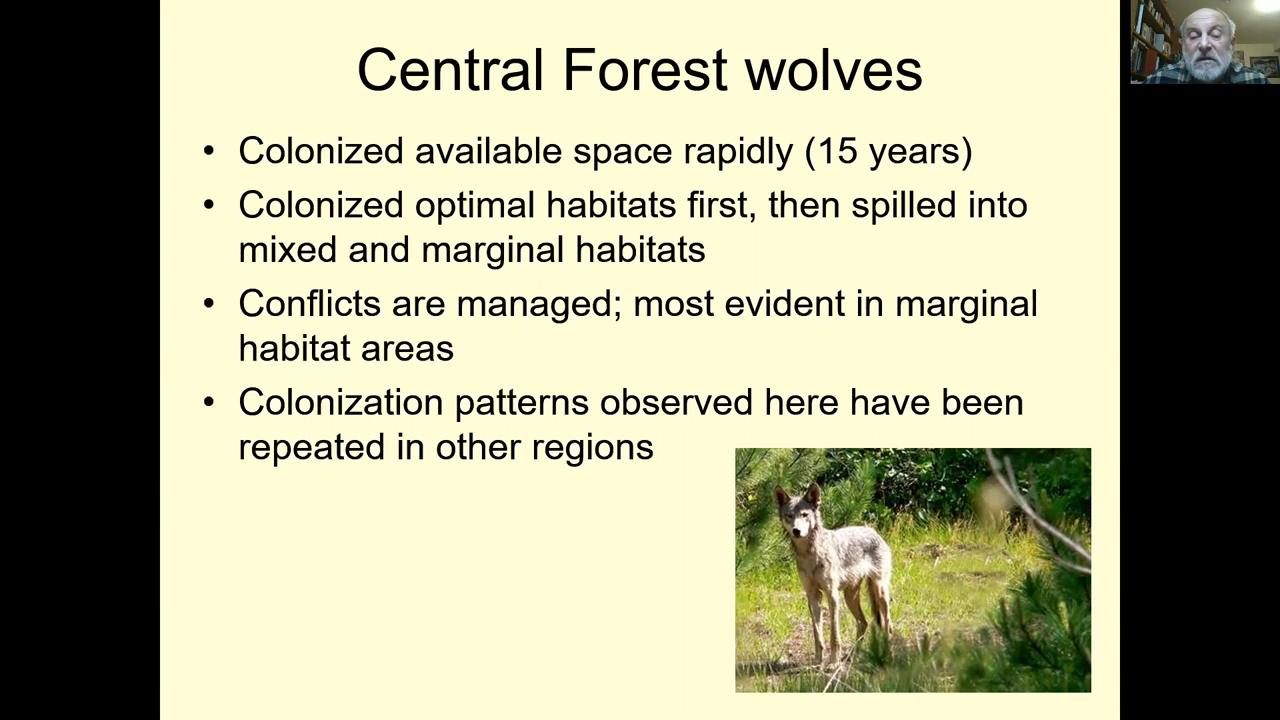 Central Forest wolves
• Colonized available space rapidly (15 years)
• Colonized optimal habitats first, then spilled into
mixed and marginal habitats
• Conflicts are managed; most evident in marginal
habitat areas
• Colonization patterns observed here have been
repeated in other regions